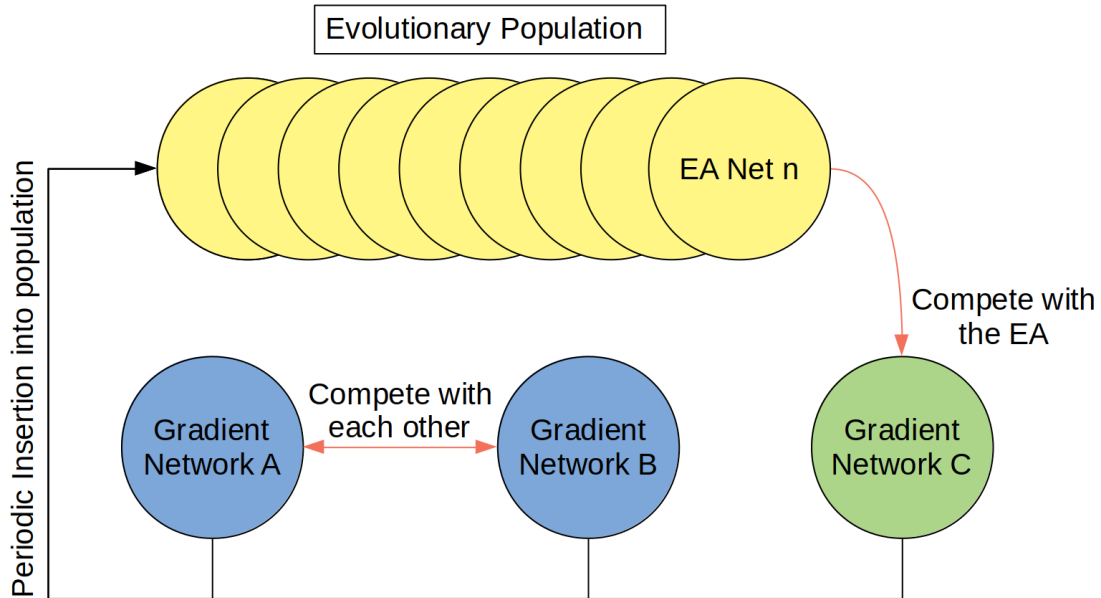 Evolutionary Population
EA Net n
Periodic Insertion into population
Compete with
the EA
Gradient
Network A
Compete with
each other
Gradient
Network B
Gradient
Network C